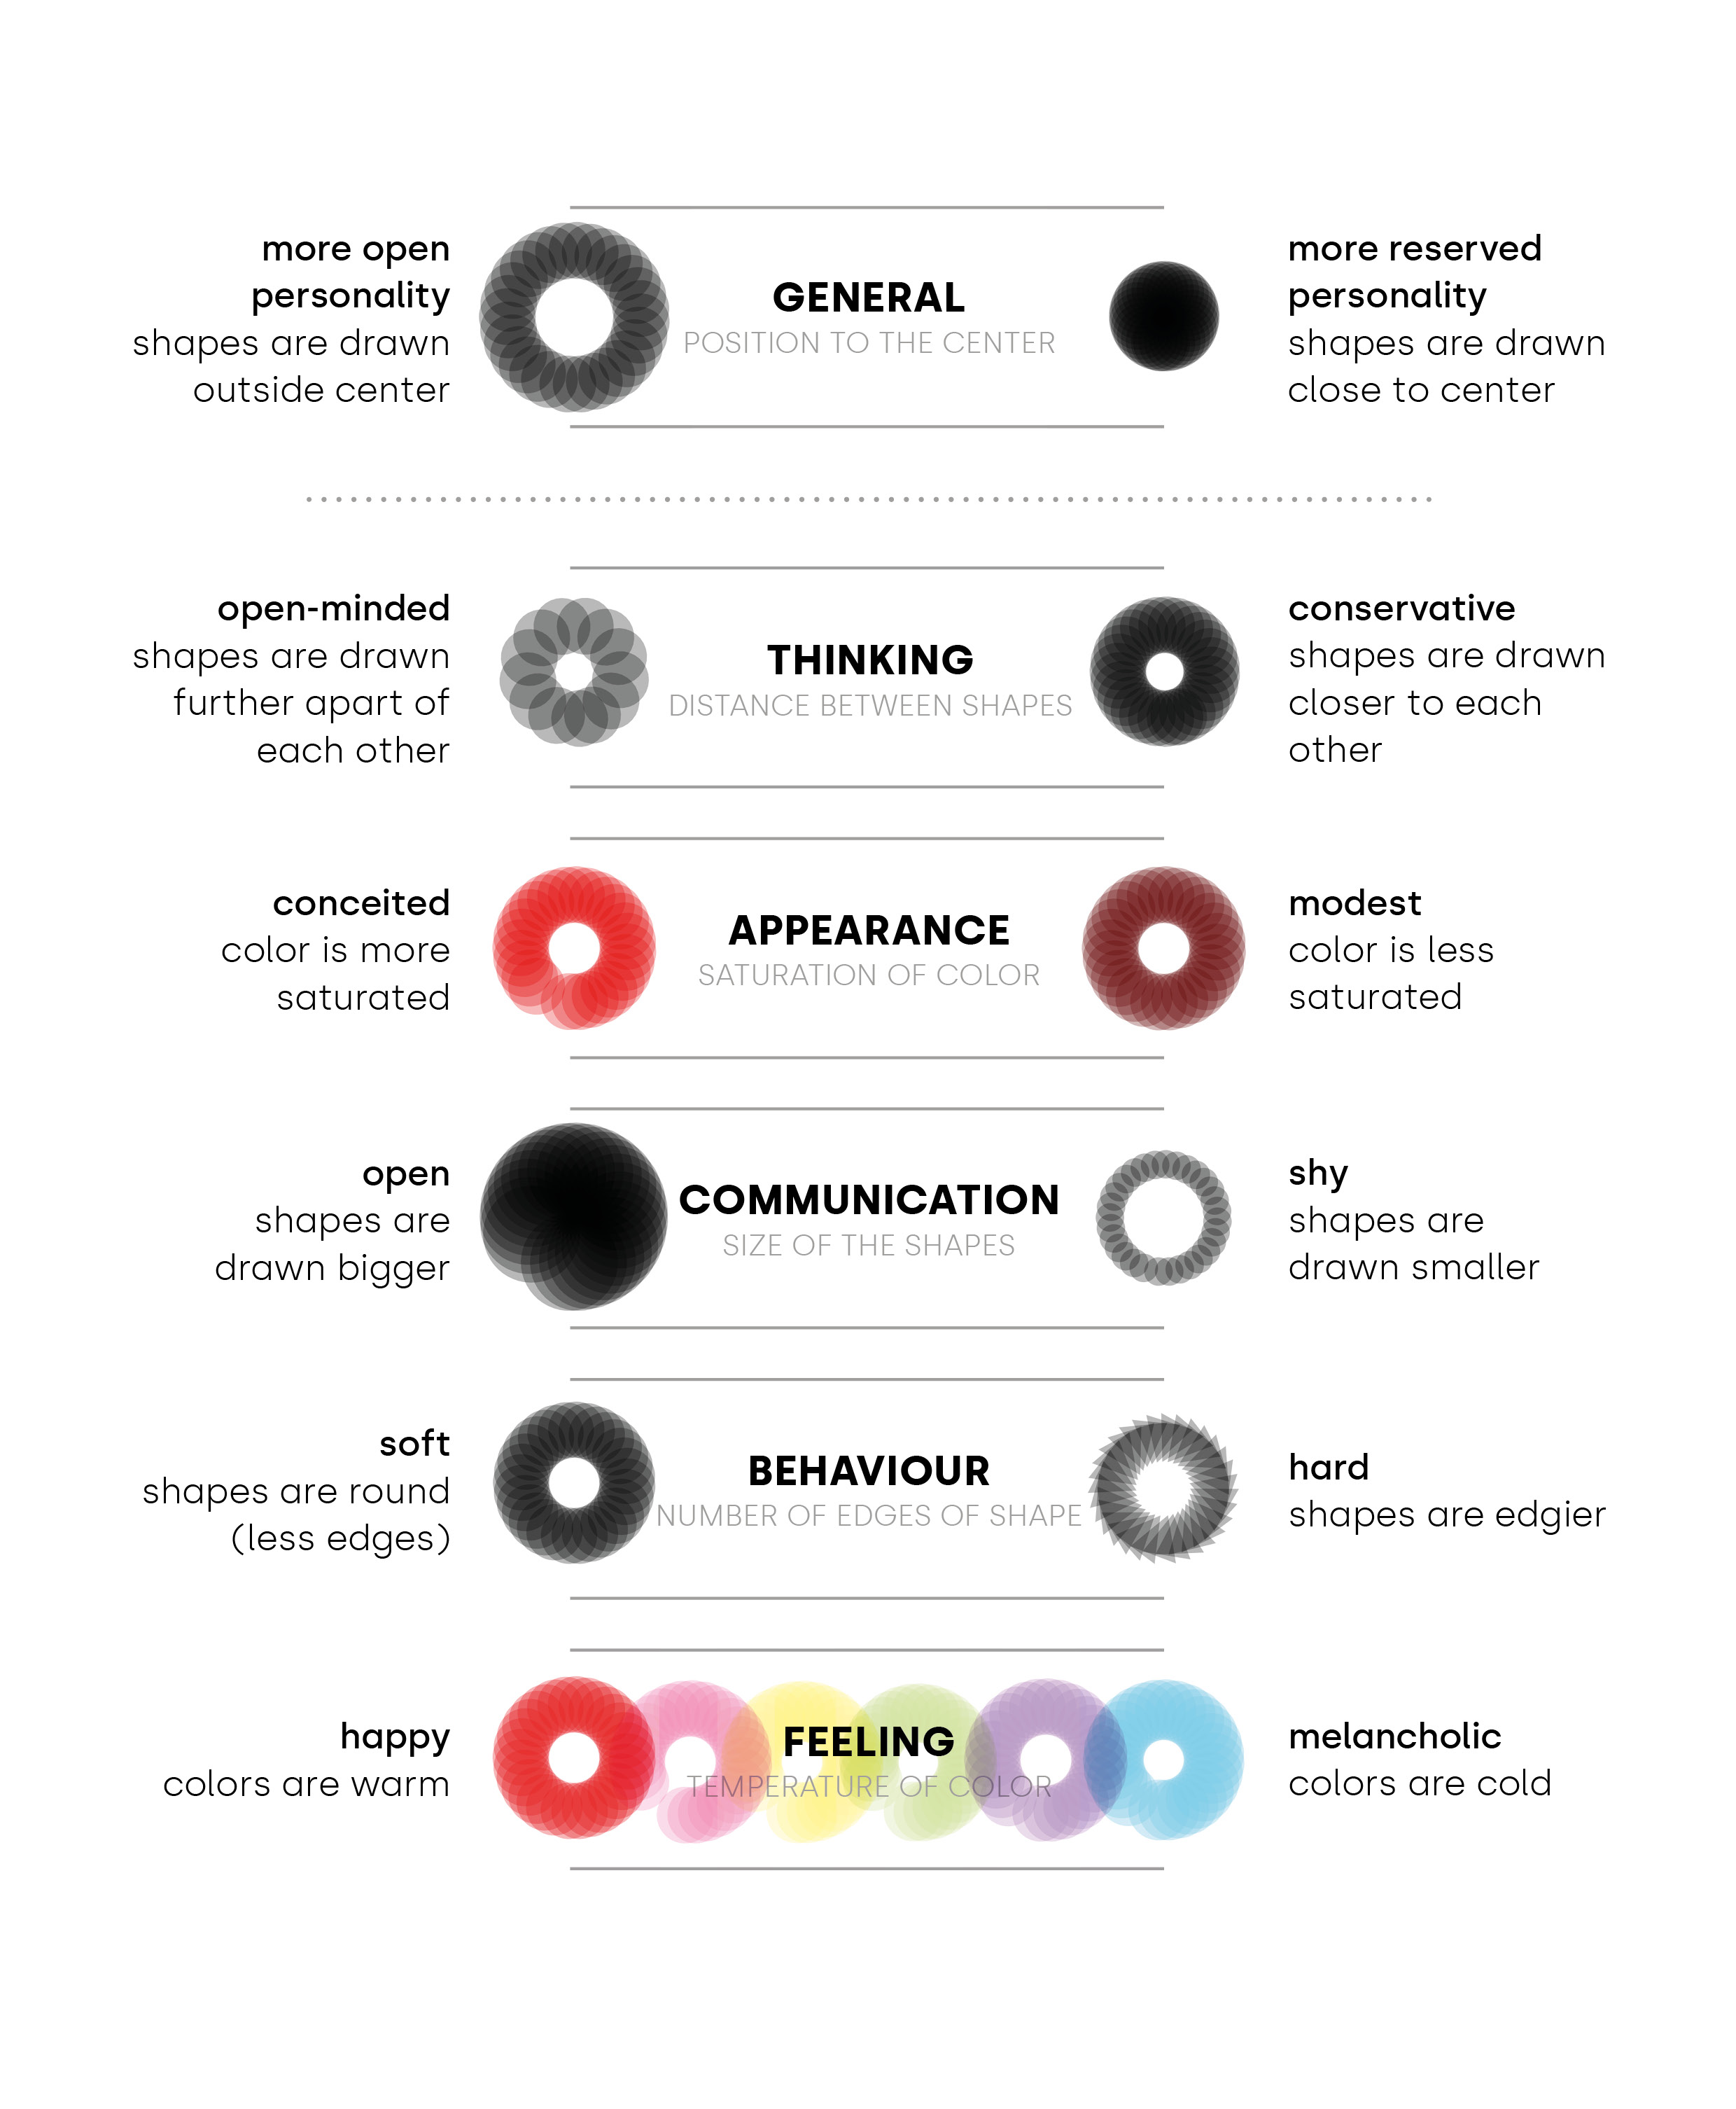 more open
personality
shapes are drawn
outside center
GENERAL
POSITION TO THE CENTER
more reserved
personality
shapes are drawn
close to center
open-minded
shapes are drawn
further apart of
each other
THINKING
DISTANCE BETWEEN SHAPES
conservative
shapes are drawn
closer to each
other
conceited
color is more
saturated
APPEARANCE
SATURATION OF COLOR
modest
color is less
saturated
open
shapes are
drawn bigger
COMMUNICATION
SIZE OF THE SHAPES
shy
shapes are
drawn smaller
soft
shapes are round
(less edges)
BEHAVIOUR
NUMBER OF EDGES OF SHAPE
hard
shapes are edgier
happy
colors are warm
FEELING
TEMPERATURE OF COLOR
melancholic
colors are cold